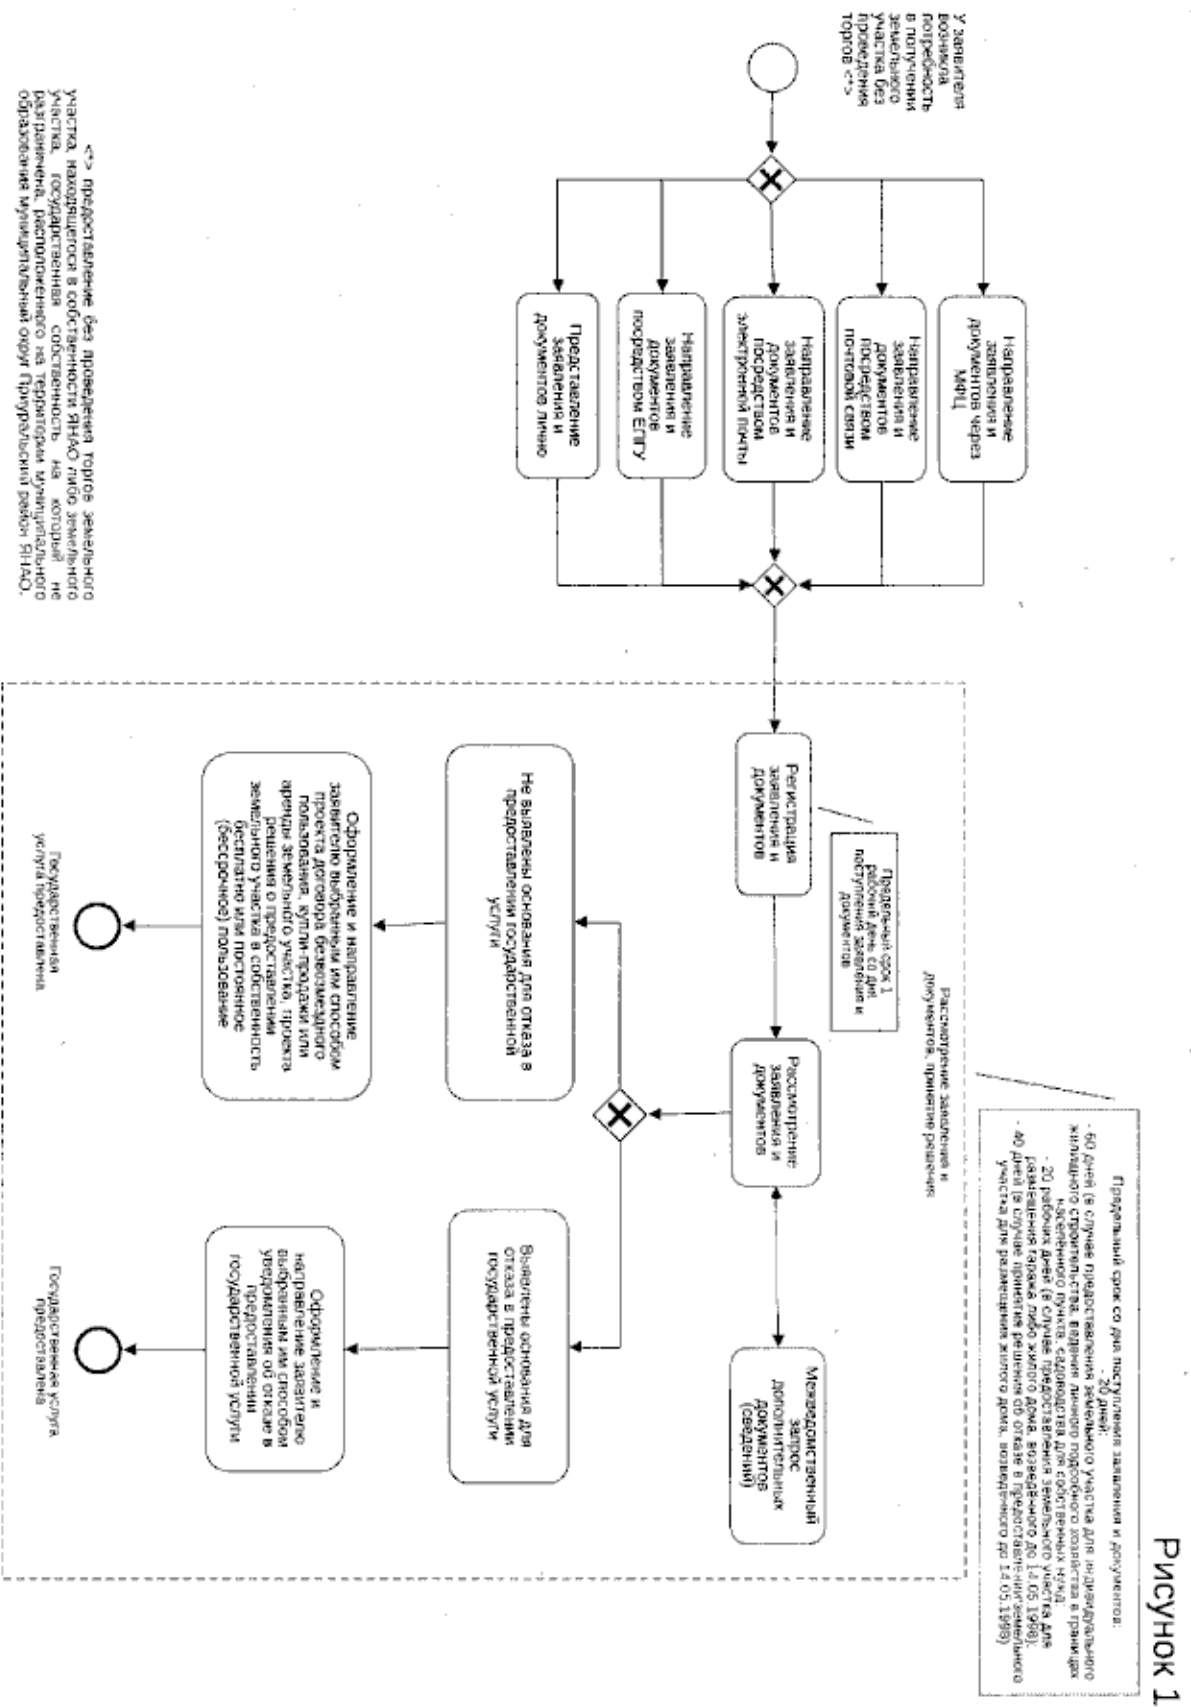 Рисунок 1
У заявителя
возникла
потребность
в получении
земельного
участка без
проведения
торгов <*>
Направление
заявления и
документов через
МФЦ
Направление
заявления и
документов
посредством
почтовой связи
Направление
заявления и
документов
посредством
электронной почты
Направление
заявления и
документов
посредством ЕПГУ
Представление
заявления и
документов лично
Предельный срок со дня поступления заявления и документов:
- 20 дней;
- 60 дней (в случае предоставления земельного участка для индивидуального
жилищного строительства, ведения личного подсобного хозяйства в границах
населённого пункта, садоводства для собственных нужд;
- 20 рабочих дней (в случае предоставления земельного участка для
размещения гаража либо жилого дома, возведённого до 14.05.1998);
- 40 дней (в случае принятия решения об отказе в предоставлении земельного
участка для размещения жилого дома, возведенного до 14.05.1998)
Рассмотрение заявления и
документов, принятие решения
Предельный срок 1
рабочий день со дня
поступления заявления и
документов
Регистрация
заявления и
документов
Рассмотрение
заявления и
документов
Межведомственный
запрос
дополнительных
документов
(сведений)
Не выявлены основания для отказа в
предоставлении государственной
услуги
Выявлены основания для
отказа в предоставлении
государственной услуги
Оформление и направление
заявителю выбранным им способом
проекта договора безвозмездного
пользования, купли-продажи или
аренды земельного участка, проекта
решения о предоставлении
земельного участка в собственность
бесплатно или постоянное
(бессрочное) пользование
Оформление и
направление заявителю
выбранным им способом
уведомления об отказе в
предоставлении
государственной услуги
Государственная
услуга предоставлена
Государственная услуга
предоставлена
<*> предоставление без проведения торгов земельного
участка, находящегося в собственности ЯНАО либо земельного
участка, государственная собственность на который не
разграничена, расположенного на территории муниципального
образования муниципальный округ Приуральский район ЯНАО.